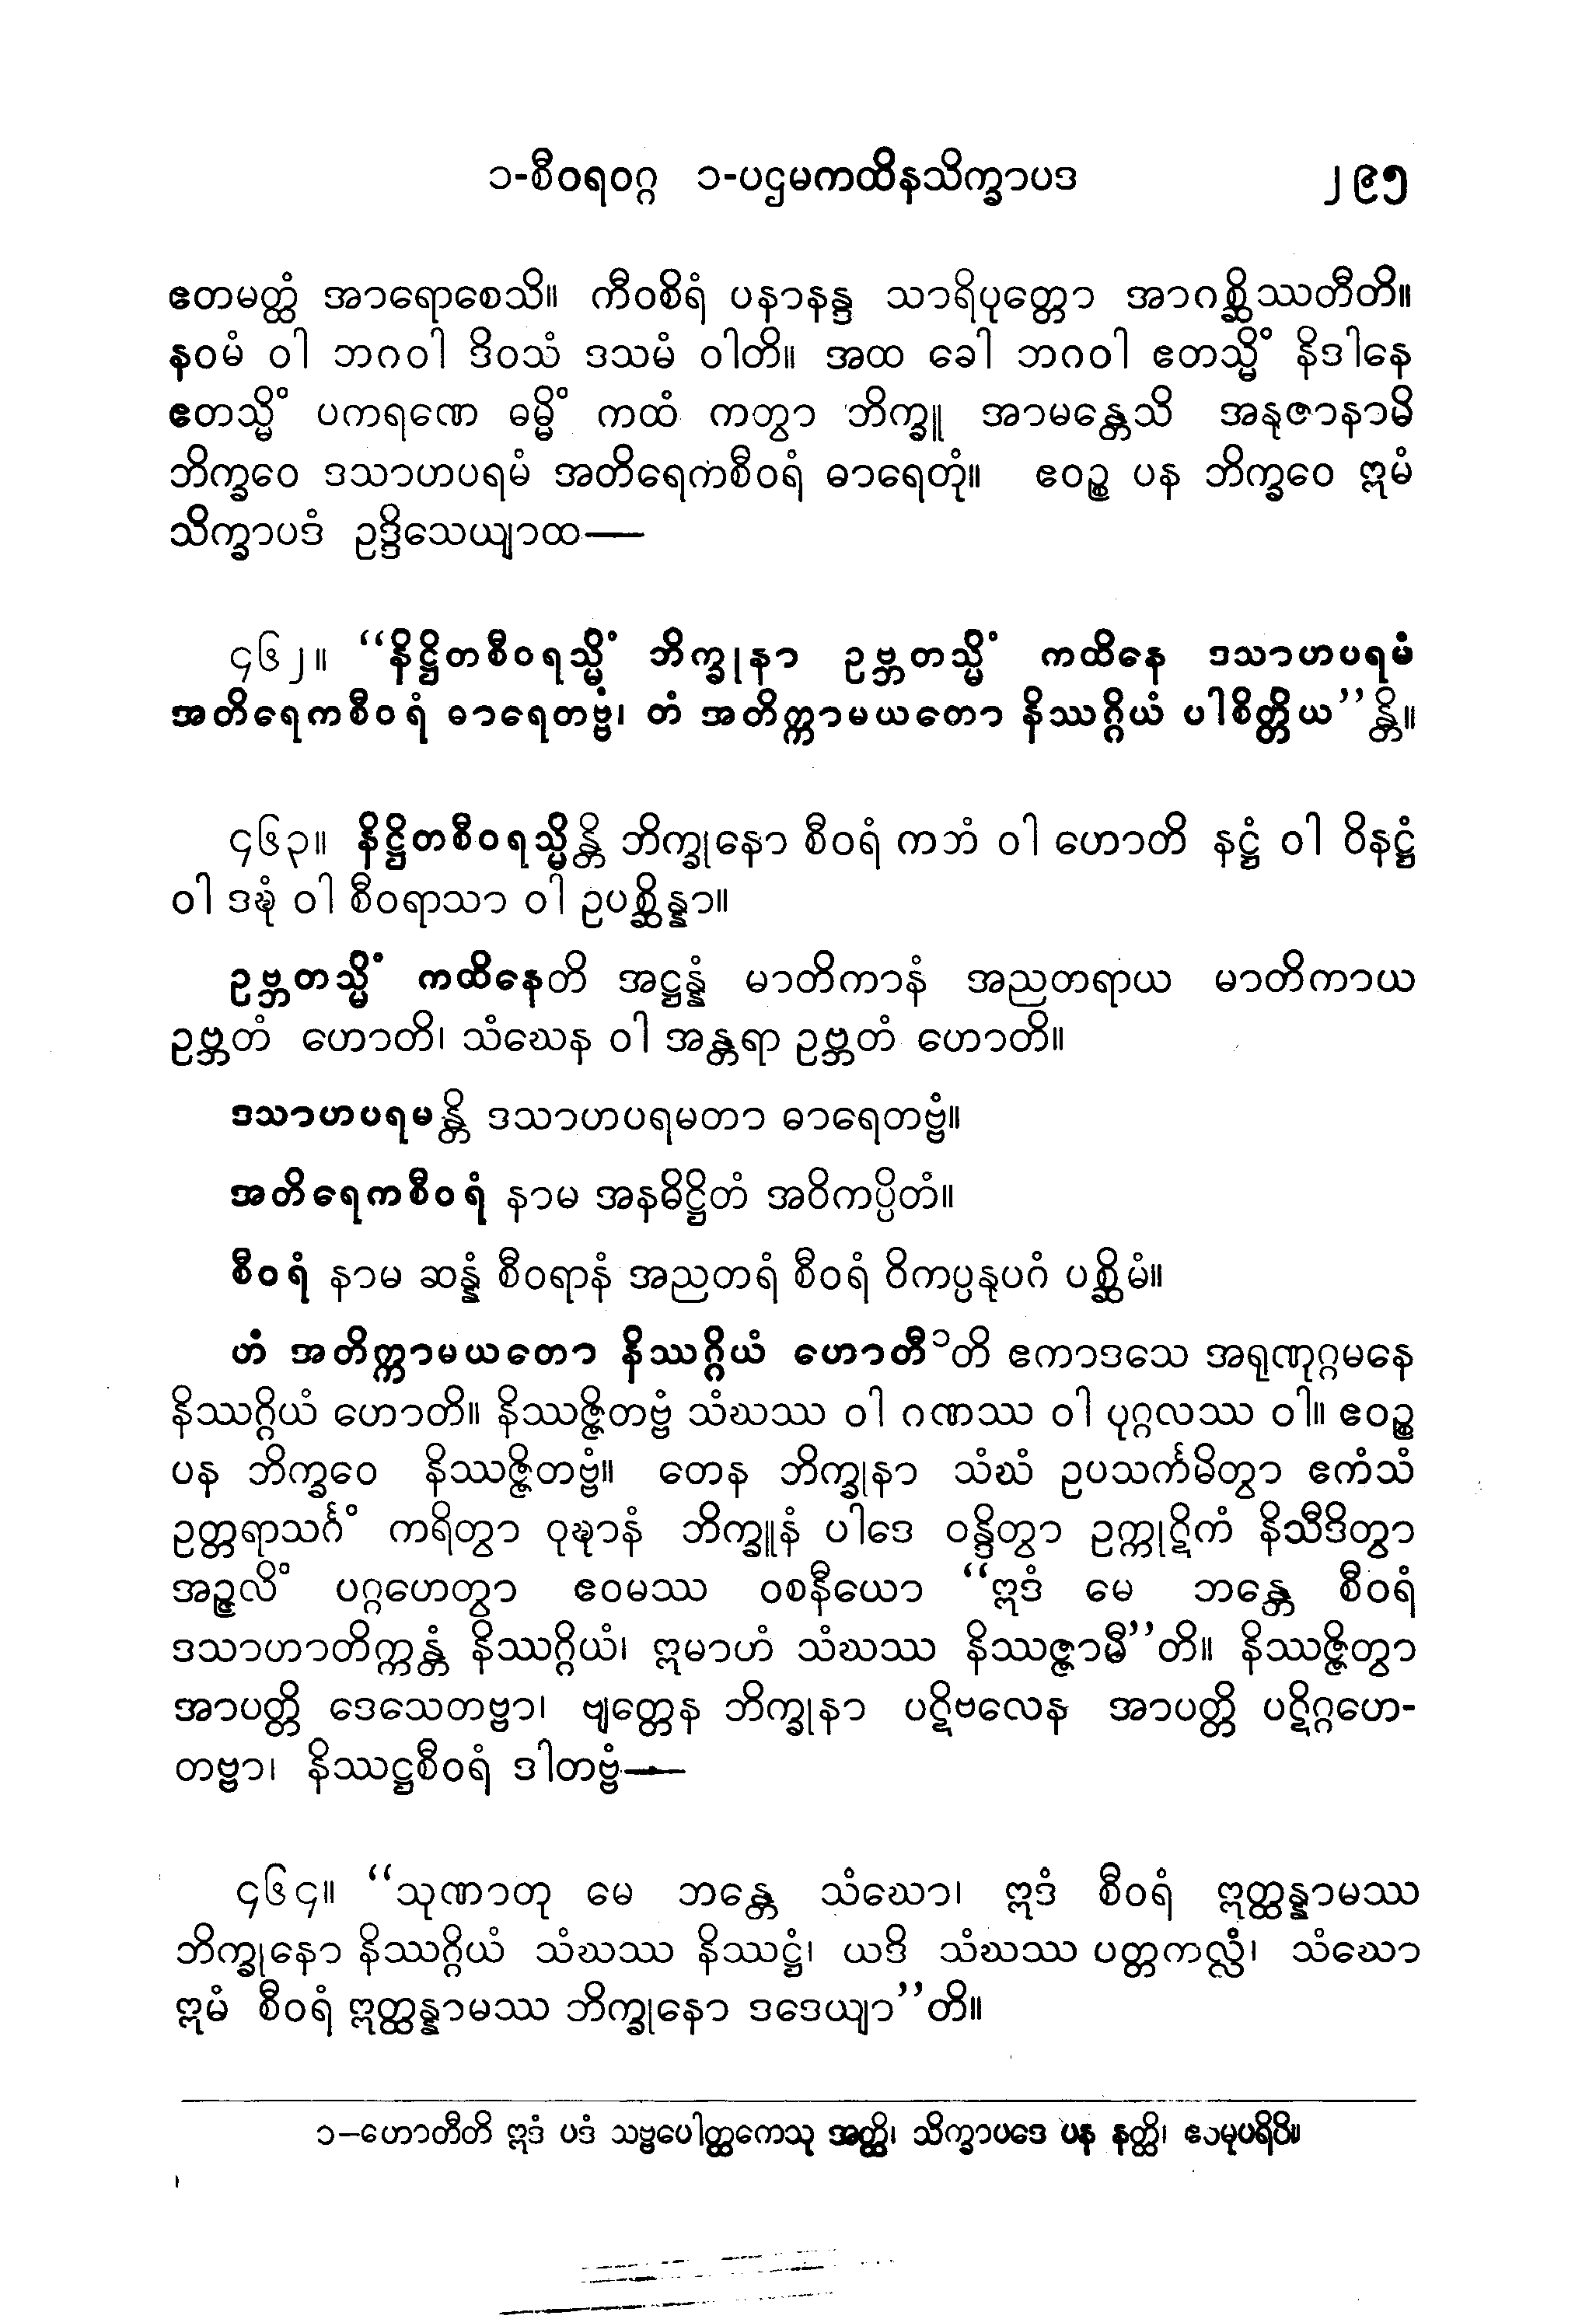 ၁-စီဝရဝဂ္ဂ ၁-ပဌမကထိနသိက္ခာပဒ ၂၉၅
ဧတမတ္ထံ အာရောစေသိ။ ကီဝစိရံ ပနာနန္ဒ သာရိပုတ္တော အာဂစ္ဆိဿတီတိ။
နဝမံ ဝါ ဘဂဝါ ဒိဝသံ ဒသမံ ဝါတိ။ အထ ခေါ ဘဂဝါ ဧတသ္မိံ နိဒါနေ
ဧတသ္မိံ ပကရဏေ ဓမ္မိံ ကထံ ကတွာ ဘိက္ခူ အာမန္တေသိ အနုဇာနာမိ
ဘိက္ခဝေ ဒသာဟပရမံ အတိရေကစီဝရံ ဓာရေတုံ။ ဧဝဉ္စ ပန ဘိက္ခဝေ ဣမံ
သိက္ခာပဒံ ဥဒ္ဒိသေယျာထ—
၄၆၂။ “နိဋ္ဌိတစီဝရသ္မိံ ဘိက္ခုနာ ဥဗ္ဘတသ္မိံ ကထိနေ ဒသာဟပရမံ
အတိရေကစီဝရံ ဓာရေတဗ္ဗံ၊ တံ အတိက္ကာမယတော နိဿဂ္ဂိယံ ပါစိတ္တိယ”န္တိ။
၄၆၃။ နိဋ္ဌိတစီဝရသ္မိန္တိ ဘိက္ခုနော စီဝရံ ကဘံ ဝါ ဟောတိ နဋ္ဌံ ဝါ ဝိနဋ္ဌံ
ဝါ ဒဍ္ဎံ ဝါ စီဝရာသာ ဝါ ဥပစ္ဆိန္နာ။
ဥဗ္ဘတသ္မိံ ကထိနေတိ အဋ္ဌန္နံ မာတိကာနံ အညတရာယ မာတိကာယ
ဥဗ္ဘတံ ဟောတိ၊ သံဃေန ဝါ အန္တရာ ဥဗ္ဘတံ ဟောတိ။
ဒသာဟပရမန္တိ ဒသာဟပရမတာ ဓာရေတဗ္ဗံ။
အတိရေကစီဝရံ နာမ အနဓိဋ္ဌိတံ အဝိကပ္ပိတံ။
စီဝရံ နာမ ဆန္နံ စီဝရာနံ အညတရံ စီဝရံ ဝိကပ္ပနုပဂံ ပစ္ဆိမံ။
ဟံ အတိက္ကာမယတော နိဿဂ္ဂိယံ ဟောတီ၁တိ ဧကာဒသေ အရုဏုဂ္ဂမနေ
နိဿဂ္ဂိယံ ဟောတိ။ နိဿဇ္ဇိတဗ္ဗံ သံဃဿ ဝါ ဂဏဿ ဝါ ပုဂ္ဂလဿ ဝါ။ ဧဝဉ္စ
ပန ဘိက္ခဝေ နိဿဇ္ဇိတဗ္ဗံ။ တေန ဘိက္ခုနာ သံဃံ ဥပသင်္ကမိတွာ ဧကံသံ
ဥတ္တရာသင်္ဂံ ကရိတွာ ဝုဍ္ဎာနံ ဘိက္ခူနံ ပါဒေ ဝန္ဒိတွာ ဥက္ကုဋိကံ နိသီဒိတွာ
အဉ္ဇလိံ ပဂ္ဂဟေတွာ ဧဝမဿ ဝစနီယော “ဣဒံ မေ ဘန္တေ စီဝရံ
ဒသာဟာတိက္ကန္တံ နိဿဂ္ဂိယံ၊ ဣမာဟံ သံဃဿ နိဿဇ္ဇာမီ”တိ။ နိဿဇ္ဇိတွာ
အာပတ္တိ ဒေသေတဗ္ဗာ၊ ဗျတ္တေန ဘိက္ခုနာ ပဋိဗလေန အာပတ္တိ ပဋိဂ္ဂဟေ-
တဗ္ဗာ၊ နိဿဋ္ဌစီဝရံ ဒါတဗ္ဗံ—
၄၆၄။ “သုဏာတု မေ ဘန္တေ သံဃော၊ ဣဒံ စီဝရံ ဣတ္ထန္နာမဿ
ဘိက္ခုနော နိဿဂ္ဂိယံ သံဃဿ နိဿဋ္ဌံ၊ ယဒိ သံဃဿ ပတ္တကလ္လံ၊ သံဃော
ဣမံ စီဝရံ ဣတ္ထန္နာမဿ ဘိက္ခုနော ဒဒေယျာ”တိ။
၁–ဟောတီတိ ဣဒံ ပဒံ သဗ္ဗပေါတ္ထကေသု အတ္ထိ၊ သိက္ခာပဒေ ပန နတ္ထိ၊ ဧဝမုပရိပိ။